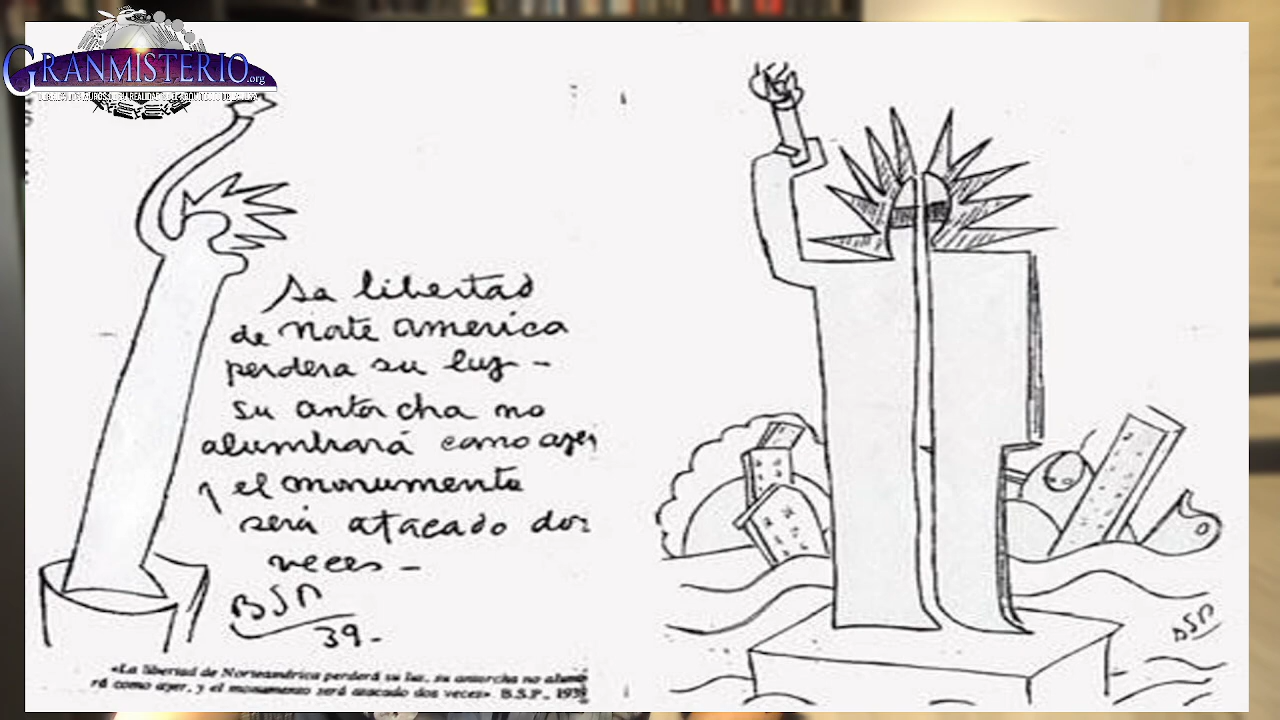 GRANMISTERIO.org
La libertad
de Norte America
perdera su luz -
su antorcha no
alumbrará como ayer
y el monumento
será atacado dos
veces -
BSP
39-
«La libertad de Norteamérica perderá su luz, su antorcha no alumb
rá como ayer, y el monumento será atacado dos veces» B.S.P., 1939
BSP